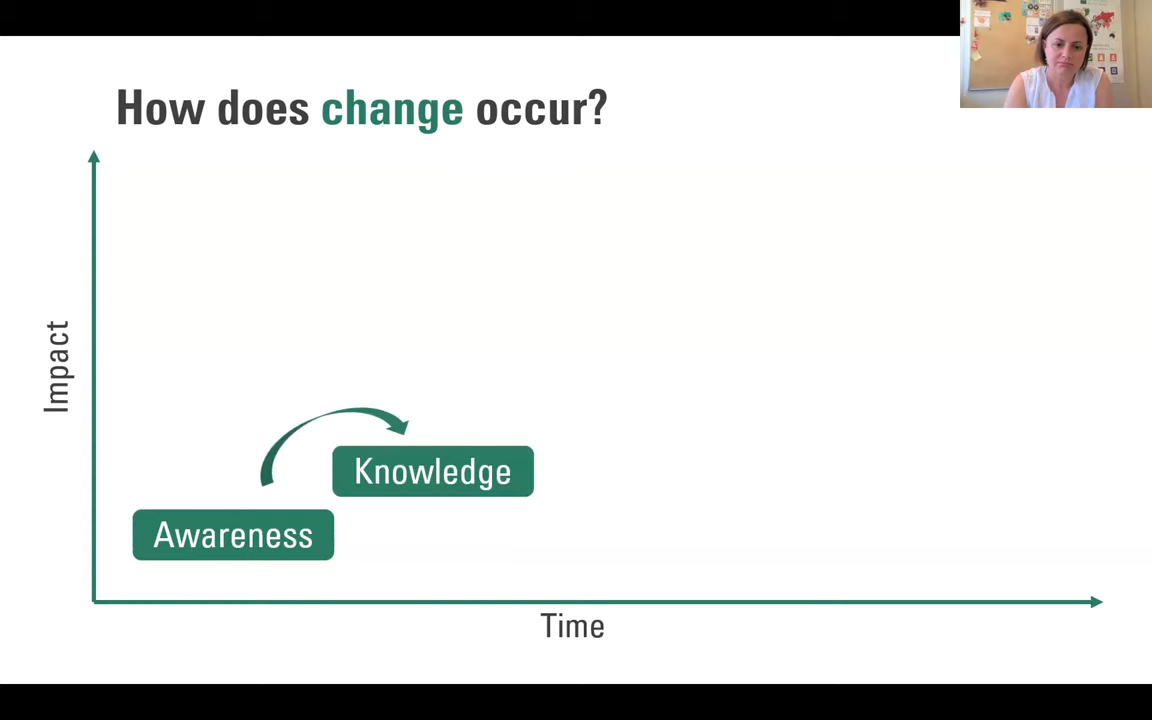 How does change occur?
Impact
Knowledge
Awareness
Time